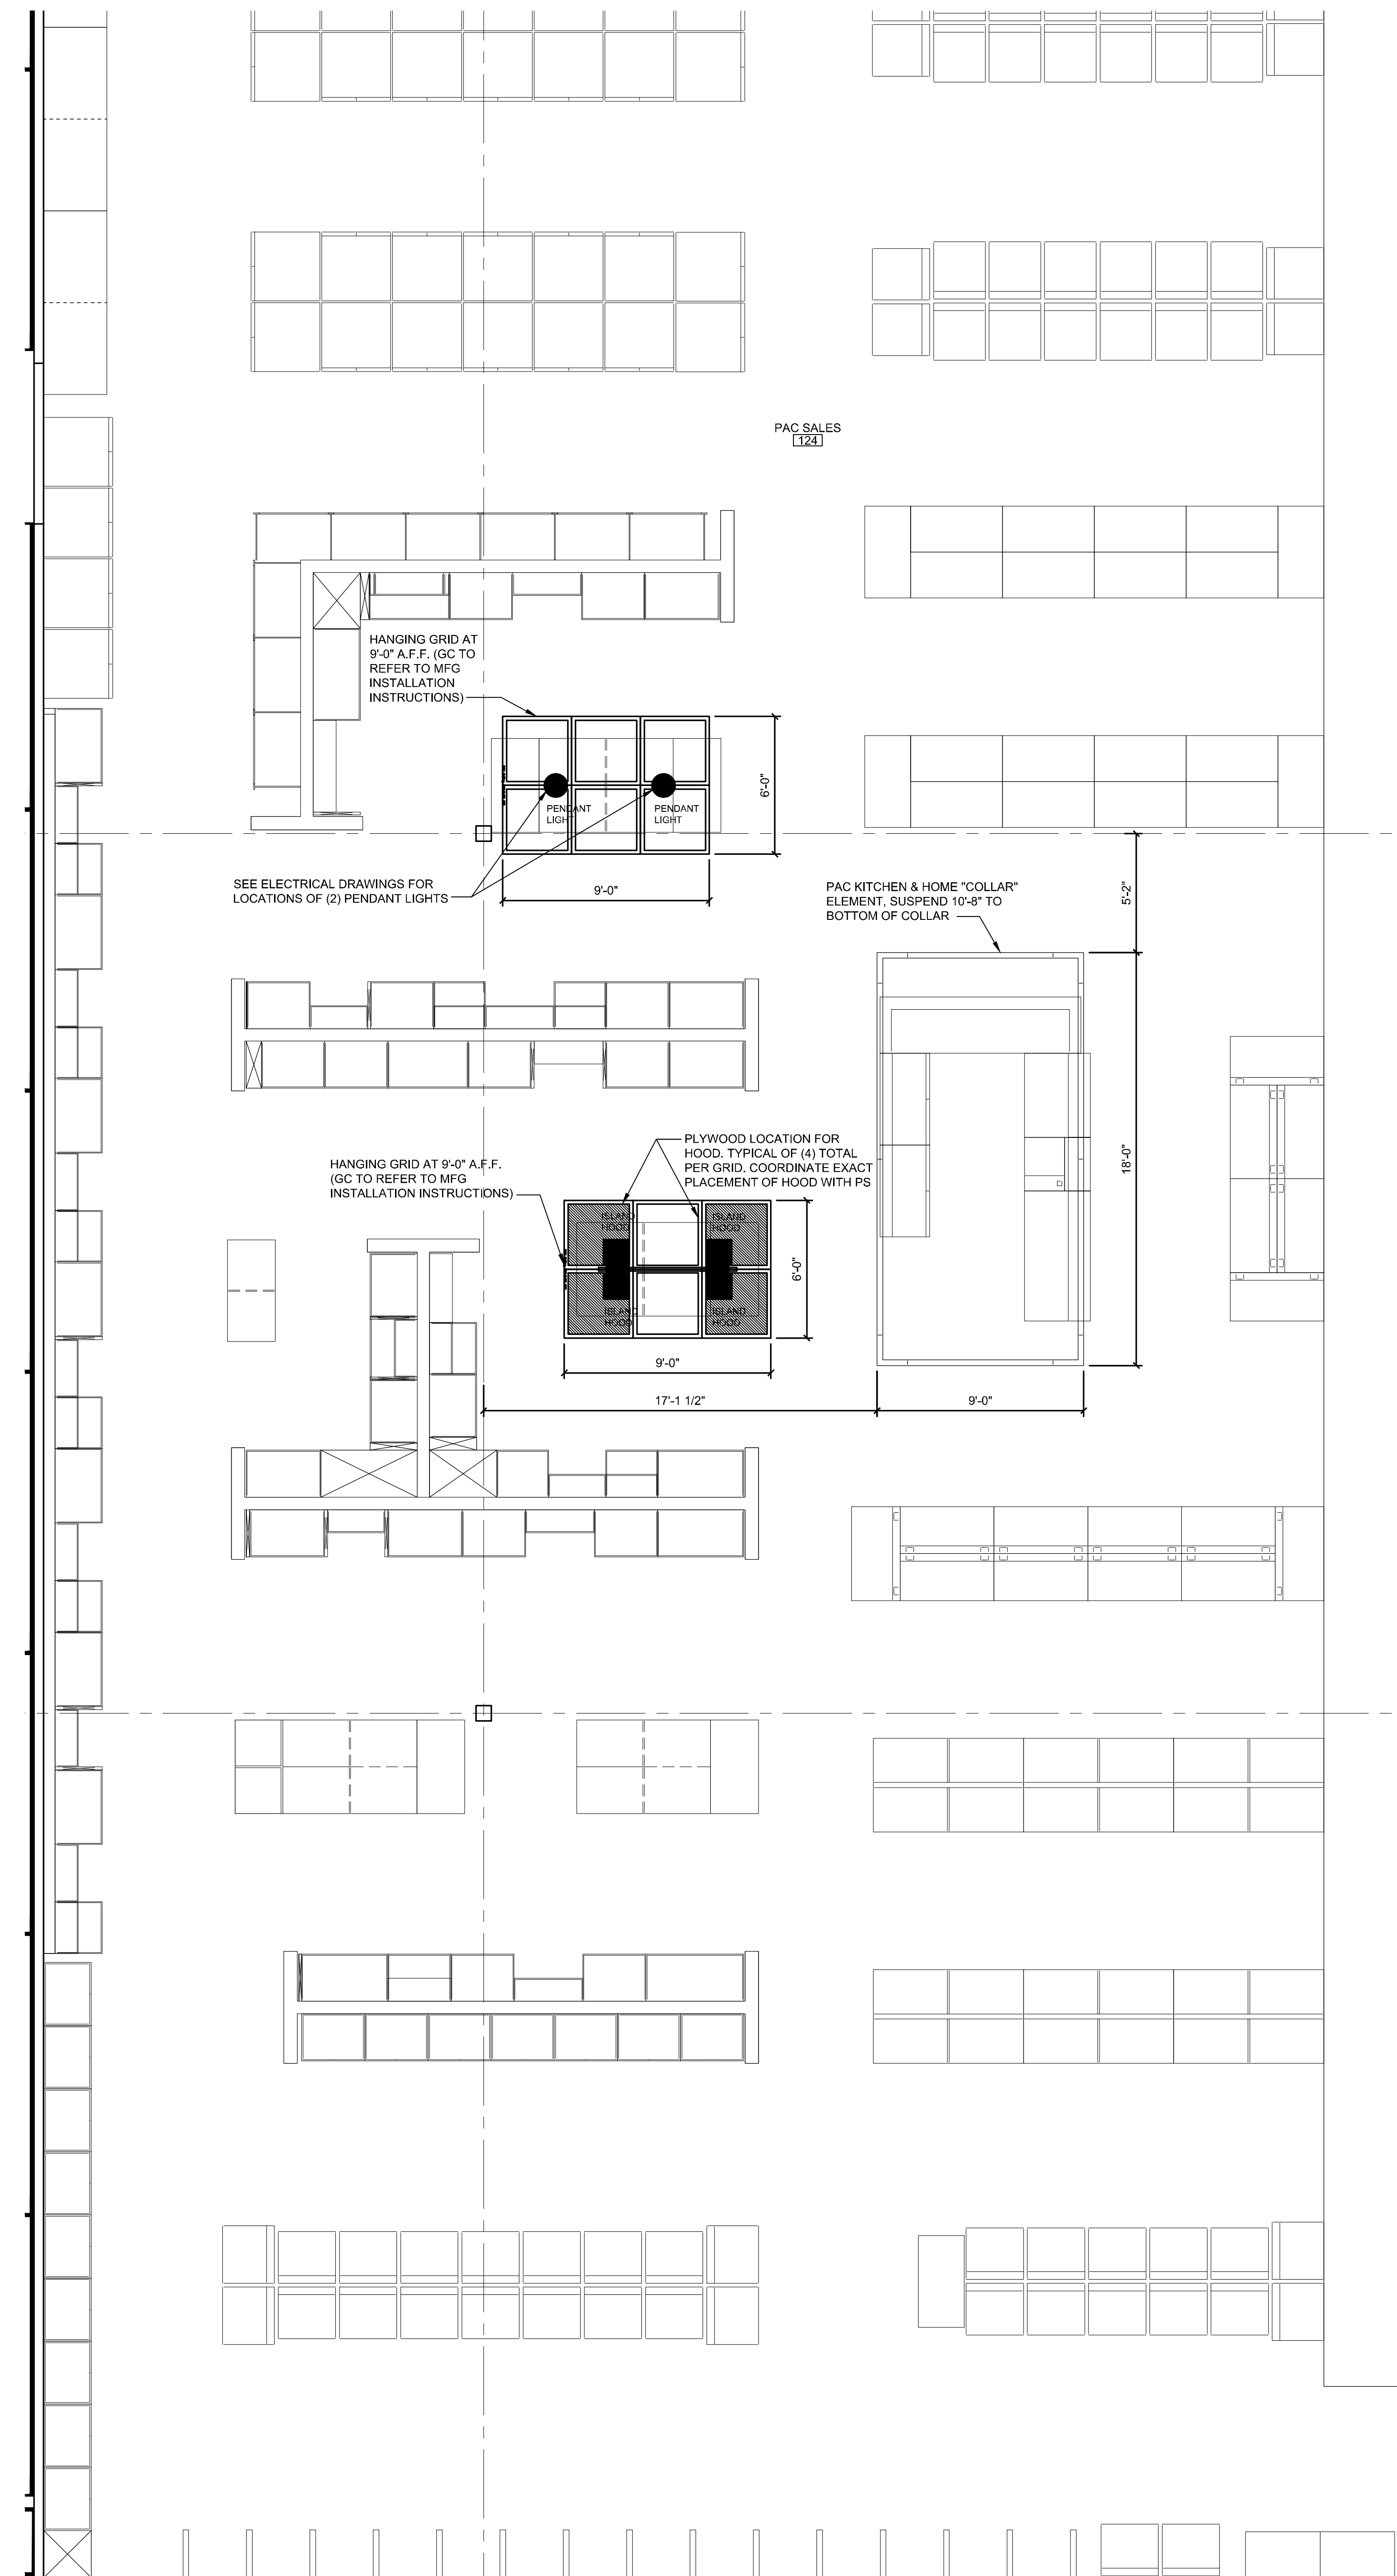 PAC SALES
124
HANGING GRID AT
9'-0" A.F.F. (GC TO
REFER TO MFG
INSTALLATION
INSTRUCTIONS)
6'-0"
PENDANT
LIGHT
PENDANT
LIGHT
SEE ELECTRICAL DRAWINGS FOR
LOCATIONS OF (2) PENDANT LIGHTS
9'-0"
PAC KITCHEN & HOME "COLLAR"
ELEMENT, SUSPEND 10'-8" TO
BOTTOM OF COLLAR
5'-2"
PLYWOOD LOCATION FOR
HOOD. TYPICAL OF (4) TOTAL
PER GRID. COORDINATE EXACT
PLACEMENT OF HOOD WITH PS
HANGING GRID AT 9'-0" A.F.F.
(GC TO REFER TO MFG
INSTALLATION INSTRUCTIONS)
18'-0"
ISLAND
HOOD
ISLAND
HOOD
6'-0"
ISLAND
HOOD
ISLAND
HOOD
9'-0"
17'-1 1/2"
9'-0"